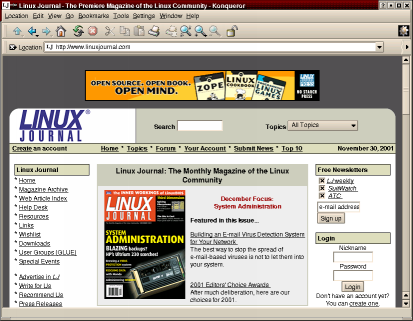 Linux Journal - The Premiere Magazine of the Linux Community - Konqueror
Location Edit View Go Bookmarks Tools Settings Window Help
Location http://www.linuxjournal.com
OPEN SOURCE. OPEN BOOK.
OPEN MIND.
ZOPE
LINUX COOKBOOK
LINUX GAMES
NO STARCH
PRESS
LINUX
JOURNAL
Search
Topics All Topics
Create an account
Home * Topics * Forum * Your Account * Submit News * Top 10
November 30, 2001
Linux Journal
* Home
* Magazine Archive
* Web Article Index
* Help Desk
* Resources
* Links
* Wishlist
* Downloads
* User Groups [GLUE]
* Special Events
* Advertise in LJ
* Write for Us
* Recommend Us
* Press Releases
Linux Journal: The Monthly Magazine of the Linux
Community
The INNER WORKINGS of
LINUX
JOURNAL
SYSTEM
ADMINISTRATION
BLAZING backups?
HP's Ultrium 230 scorches!
December Focus:
System Administration
Featured in this issue...
Building an E-mail Virus Detection System
for Your Network
The best way to stop the spread of
e-mail-based viruses is not to let them into
your system.
2001 Editors' Choice Awards
After much deliberation, here are our
choices for 2001.
Free Newsletters
LJ weekly
SuitWatch
ATC
e-mail address
Sign up
Login
Nickname
Password
Login
Don't have an account yet?
You can create one.